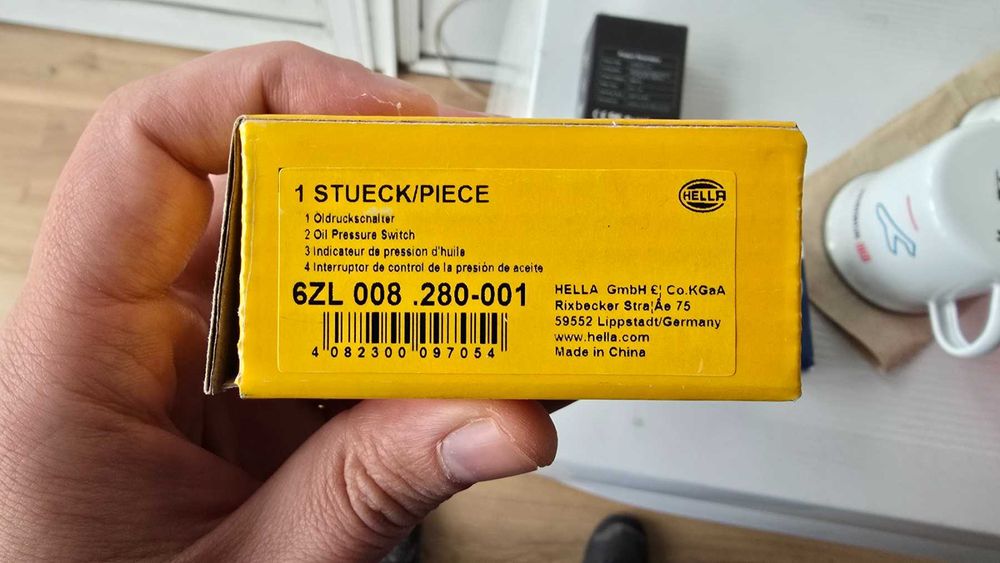 1 STUECK/PIECE
HELLA
1 Öldruckschalter
2 Oil Pressure Switch
3 Indicateur de pression d'huile
4 Interruptor de control de la presión de aceite
6ZL 008 .280-001
4 082300 097054
HELLA GmbH £¦ Co.KGaA
Rixbecker Stra¦Åe 75
59552 Lippstadt/Germany
www.hella.com
Made in China